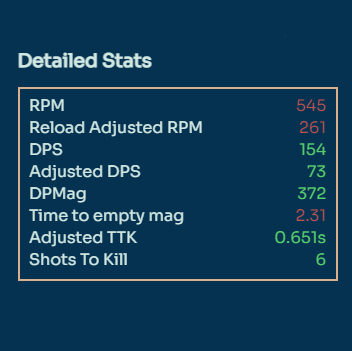 Detailed Stats
RPM 545
Reload Adjusted RPM 261
DPS 154
Adjusted DPS 73
DPMag 372
Time to empty mag 2.31
Adjusted TTK 0.651s
Shots To Kill 6